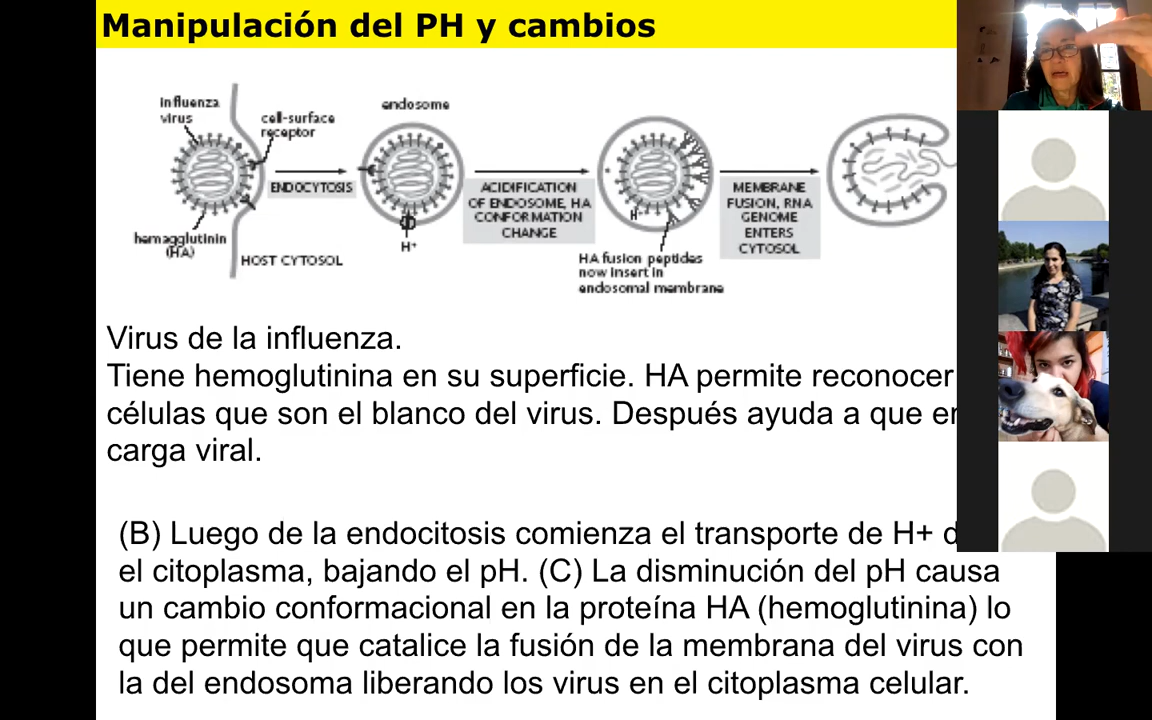 Manipulación del PH y cambios
influenza
virus
cell-surface
receptor
endosome
ENDOCYTOSIS
ACIDIFICATION
OF ENDOSOME, HA
CONFORMATION
CHANGE
MEMBRANE
FUSION, RNA
GENOME
ENTERS
CYTOSOL
hemagglutinin
(HA)
HOST CYTOSOL
H+
H+
HA fusion peptides
now insert in
endosomal membrane
Virus de la influenza.
Tiene hemoglutinina en su superficie. HA permite reconocer
células que son el blanco del virus. Después ayuda a que
carga viral.
(B) Luego de la endocitosis comienza el transporte de H+
el citoplasma, bajando el pH. (C) La disminución del pH causa
un cambio conformacional en la proteína HA (hemoglutinina) lo
que permite que catalice la fusión de la membrana del virus con
la del endosoma liberando los virus en el citoplasma celular.